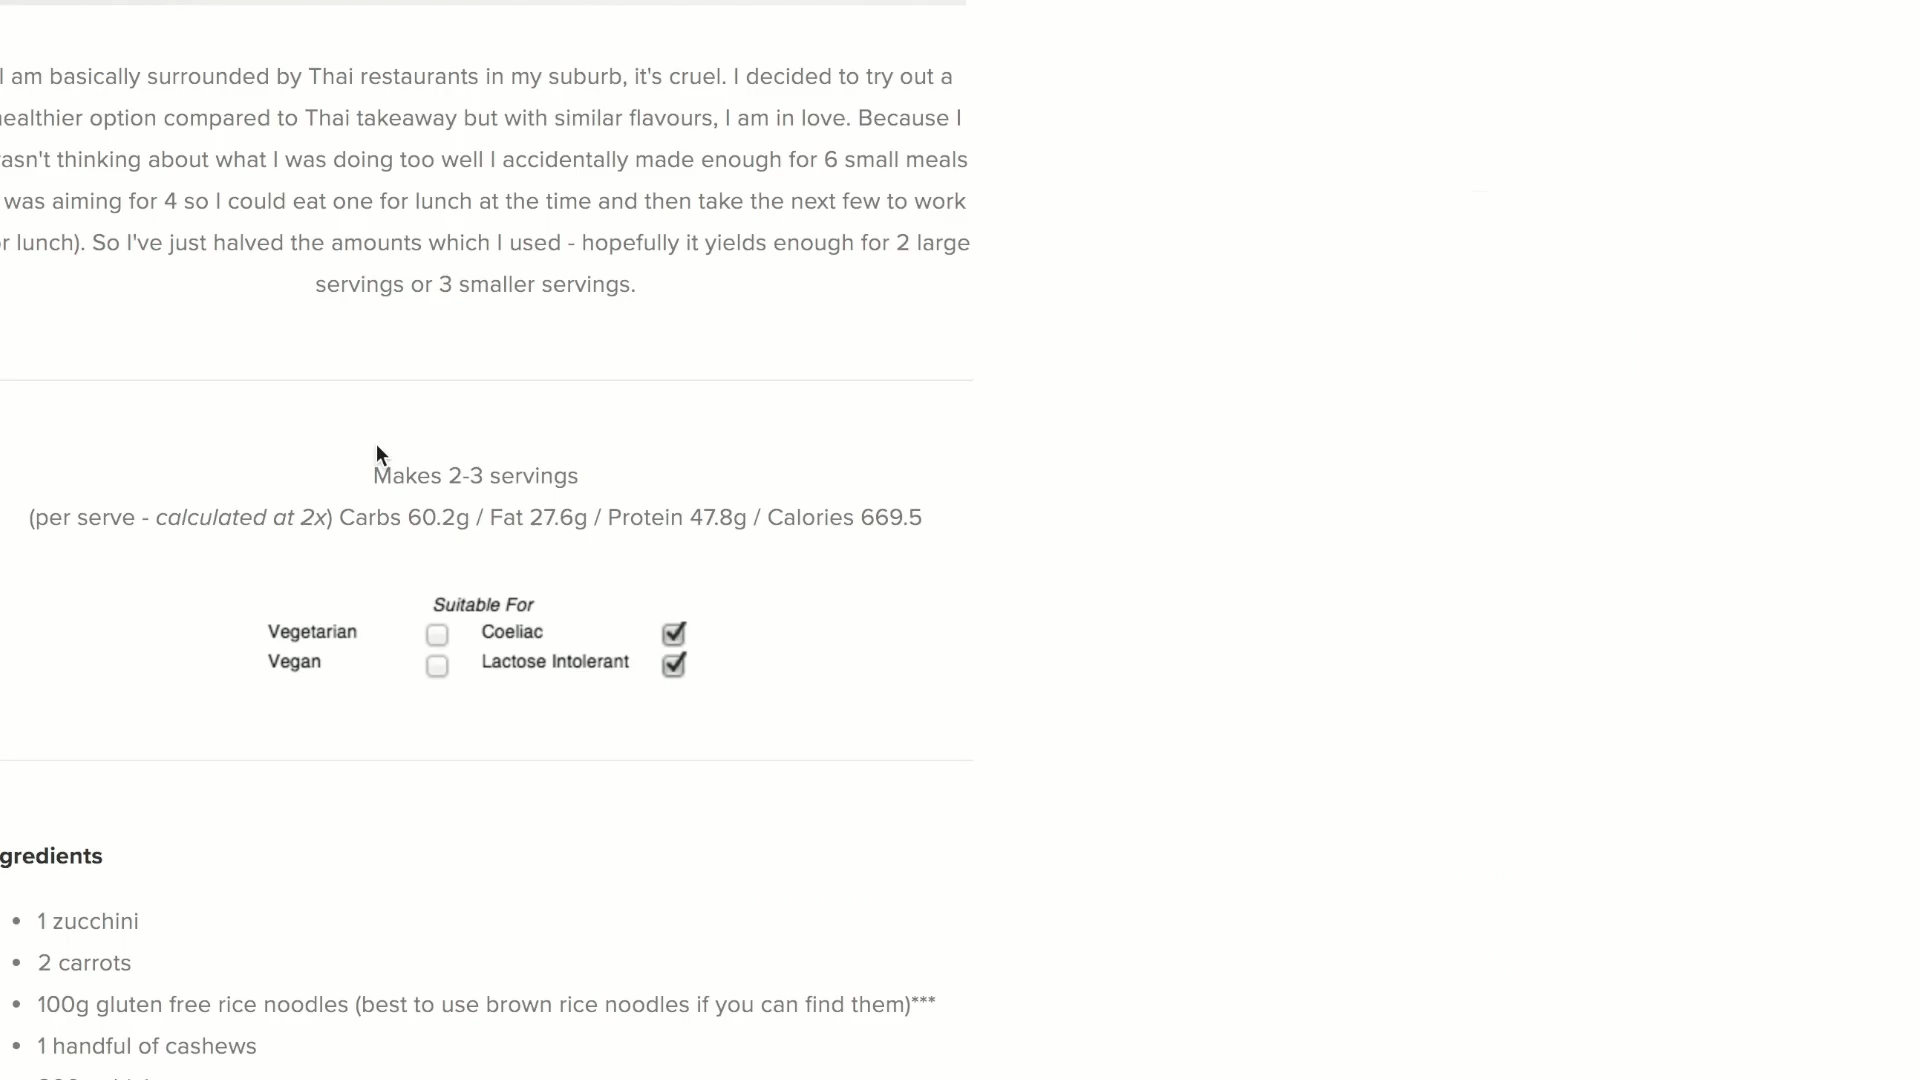 I am basically surrounded by Thai restaurants in my suburb, it's cruel. I decided to try out a
healthier option compared to Thai takeaway but with similar flavours, I am in love. Because I
wasn't thinking about what I was doing too well I accidentally made enough for 6 small meals
was aiming for 4 so I could eat one for lunch at the time and then take the next few to work
lunch). So I've just halved the amounts which I used - hopefully it yields enough for 2 large
servings or 3 smaller servings.
Makes 2-3 servings
(per serve - calculated at 2x) Carbs 60.2g / Fat 27.6g / Protein 47.8g / Calories 669.5
Suitable For
Vegetarian Coeliac
Vegan Lactose Intolerant
gredients
• 1 zucchini
• 2 carrots
• 100g gluten free rice noodles (best to use brown rice noodles if you can find them)***
• 1 handful of cashews